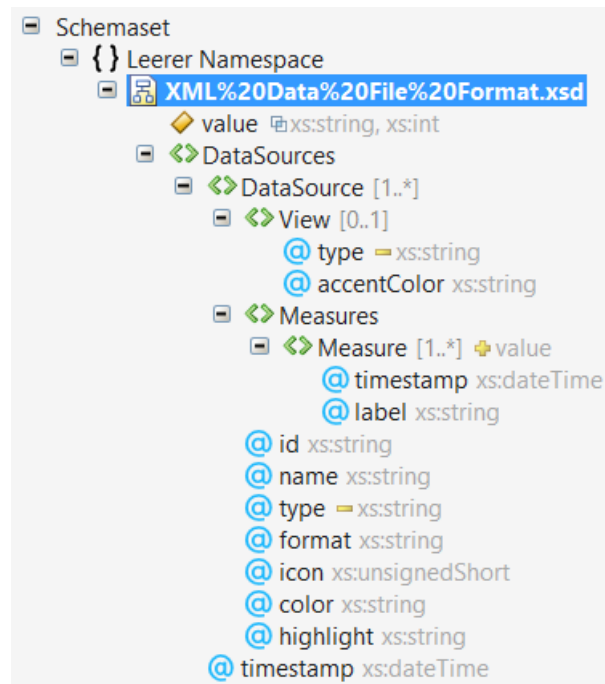 Schemaset
{ } Leerer Namespace
XML%20Data%20File%20Format.xsd
value xs:string, xs:int
DataSources
DataSource [1..*]
View [0..1]
@ type xs:string
@ accentColor xs:string
Measures
Measure [1..*] value
@ timestamp xs:dateTime
@ label xs:string
@ id xs:string
@ name xs:string
@ type xs:string
@ format xs:string
@ icon xs:unsignedShort
@ color xs:string
@ highlight xs:string
@ timestamp xs:dateTime